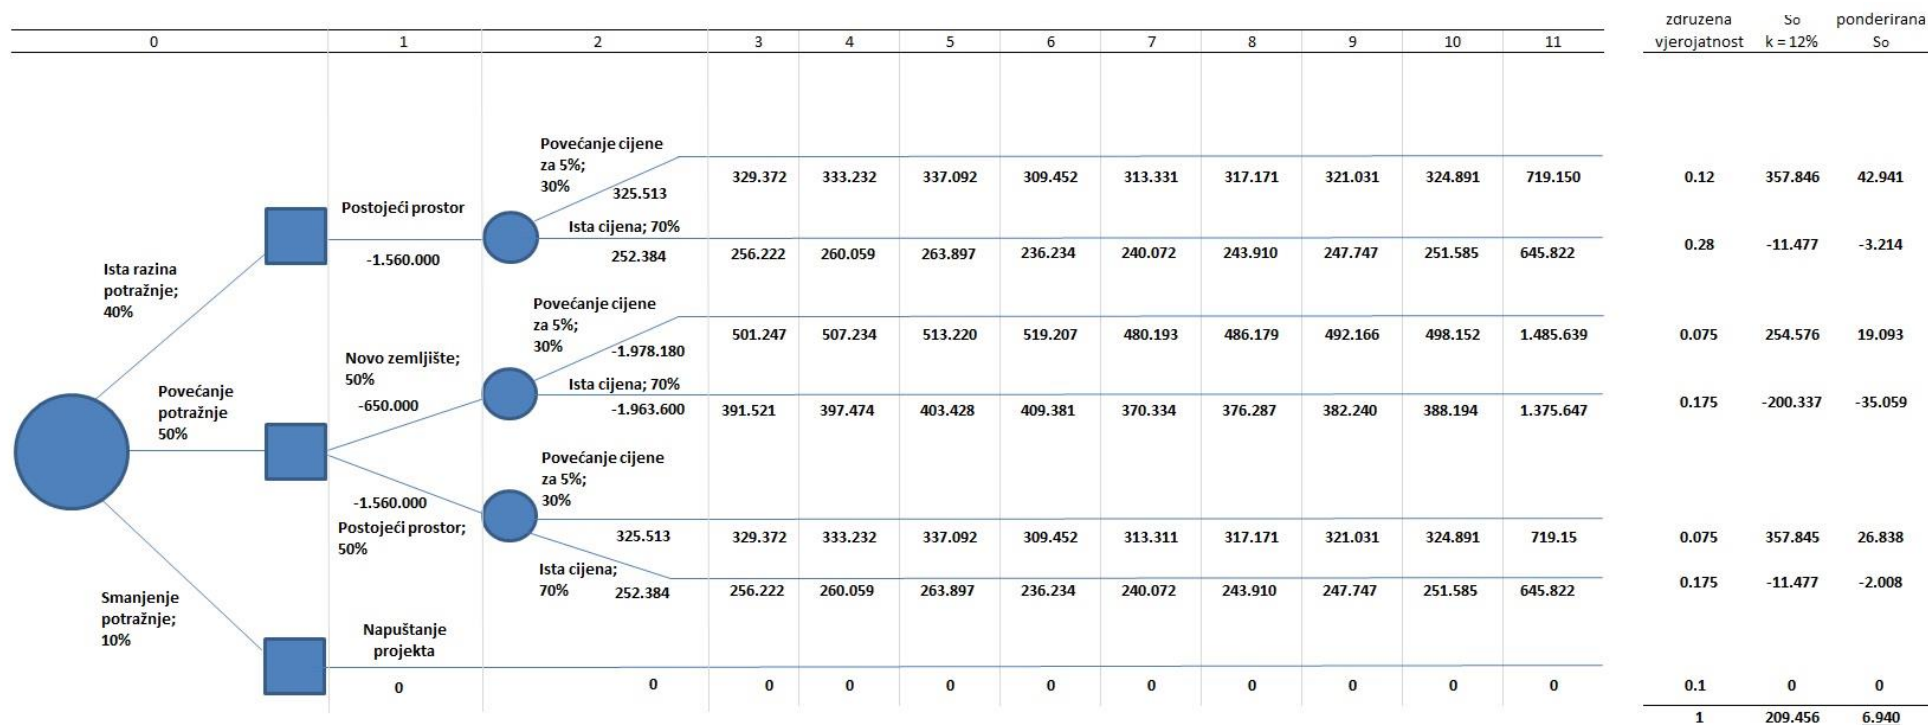 združena So ponderirana
0 1 2 3 4 5 6 7 8 9 10 11 vjerojatnost k = 12% So
Povećanje cijene
za 5%;
30%
325.513 329.372 333.232 337.092 309.452 313.331 317.171 321.031 324.891 719.150 0.12 357.846 42.941
Postojeći prostor
-1.560.000
Ista cijena; 70%
252.384 256.222 260.059 263.897 236.234 240.072 243.910 247.747 251.585 645.822 0.28 -11.477 -3.214
Ista razina
potražnje;
40%
Povećanje cijene
za 5%;
30%
-1.978.180 501.247 507.234 513.220 519.207 480.193 486.179 492.166 498.152 1.485.639 0.075 254.576 19.093
Novo zemljište;
50%
-650.000
Ista cijena; 70%
-1.963.600 391.521 397.474 403.428 409.381 370.334 376.287 382.240 388.194 1.375.647 0.175 -200.337 -35.059
Povećanje
potražnje
50%
Povećanje cijene
za 5%;
30%
-1.560.000
Postojeći prostor;
50%
325.513 329.372 333.232 337.092 309.452 313.311 317.171 321.031 324.891 719.15 0.075 357.845 26.838
Ista cijena;
70% 252.384 256.222 260.059 263.897 236.234 240.072 243.910 247.747 251.585 645.822 0.175 -11.477 -2.008
Smanjenje
potražnje;
10%
Napuštanje
projekta
0 0 0 0 0 0 0 0 0 0 0 0.1 0 0
1 209.456 6.940